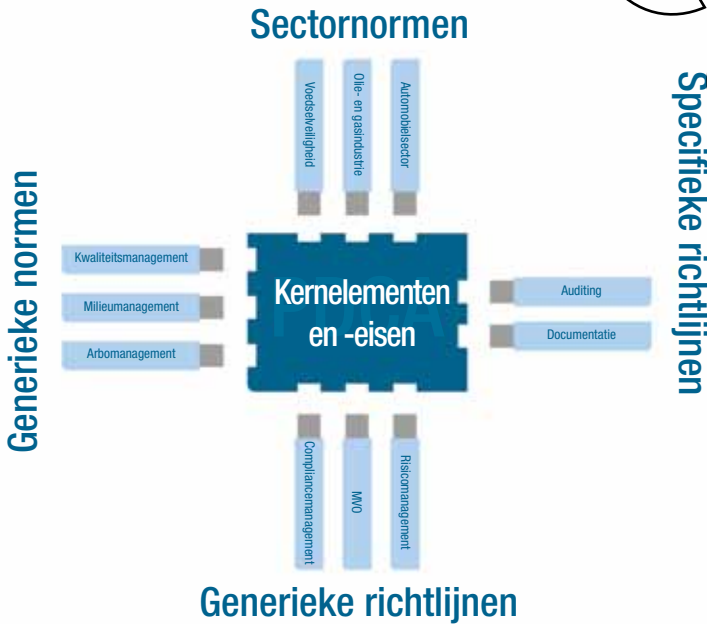 Sectornormen
Voedselveiligheid
Olie- en gasindustrie
Automobielsector
Generieke normen
Kwaliteitsmanagement
Milieumanagement
Arbomanagement
PDCA
Kernelementen
en -eisen
Auditing
Documentatie
Specifieke richtlijnen
Compliancemanagement
MVO
Risicomanagement
Generieke richtlijnen